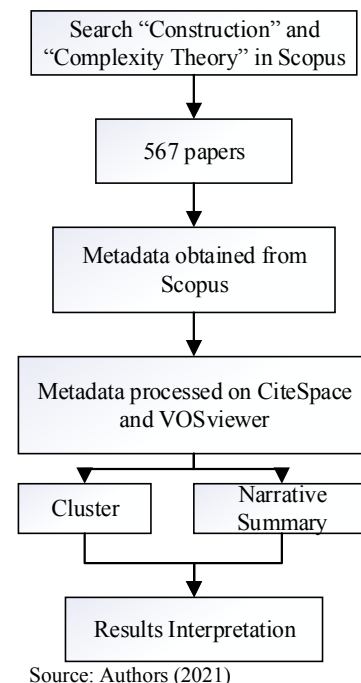 Search “Construction” and
“Complexity Theory” in Scopus
567 papers
Metadata obtained from
Scopus
Metadata processed on CiteSpace
and VOSviewer
Cluster
Narrative
Summary
Results Interpretation
Source: Authors (2021)